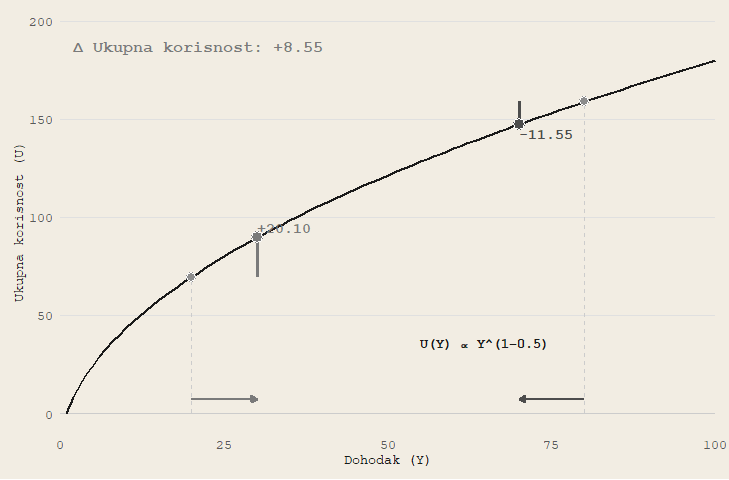 200
Δ Ukupna korisnost: +8.55
150
-11.55
100
+20.10
50
U(Y) ∝ Y^(1-0.5)
0
0 25 50 75 100
Dohodak (Y)
Ukupna korisnost (U)